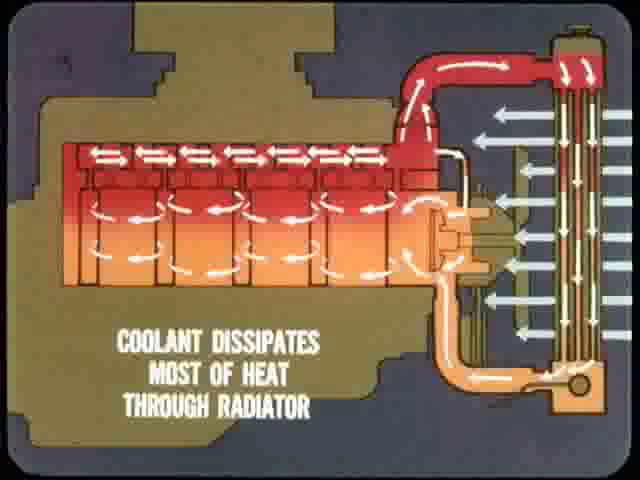 COOLANT DISSIPATES
MOST OF HEAT
THROUGH RADIATOR